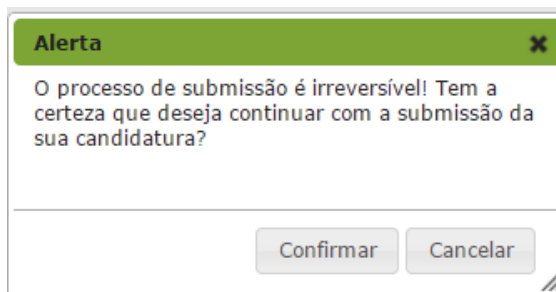 Alerta
O processo de submissão é irreversível! Tem a
certeza que deseja continuar com a submissão da
sua candidatura?
Confirmar
Cancelar